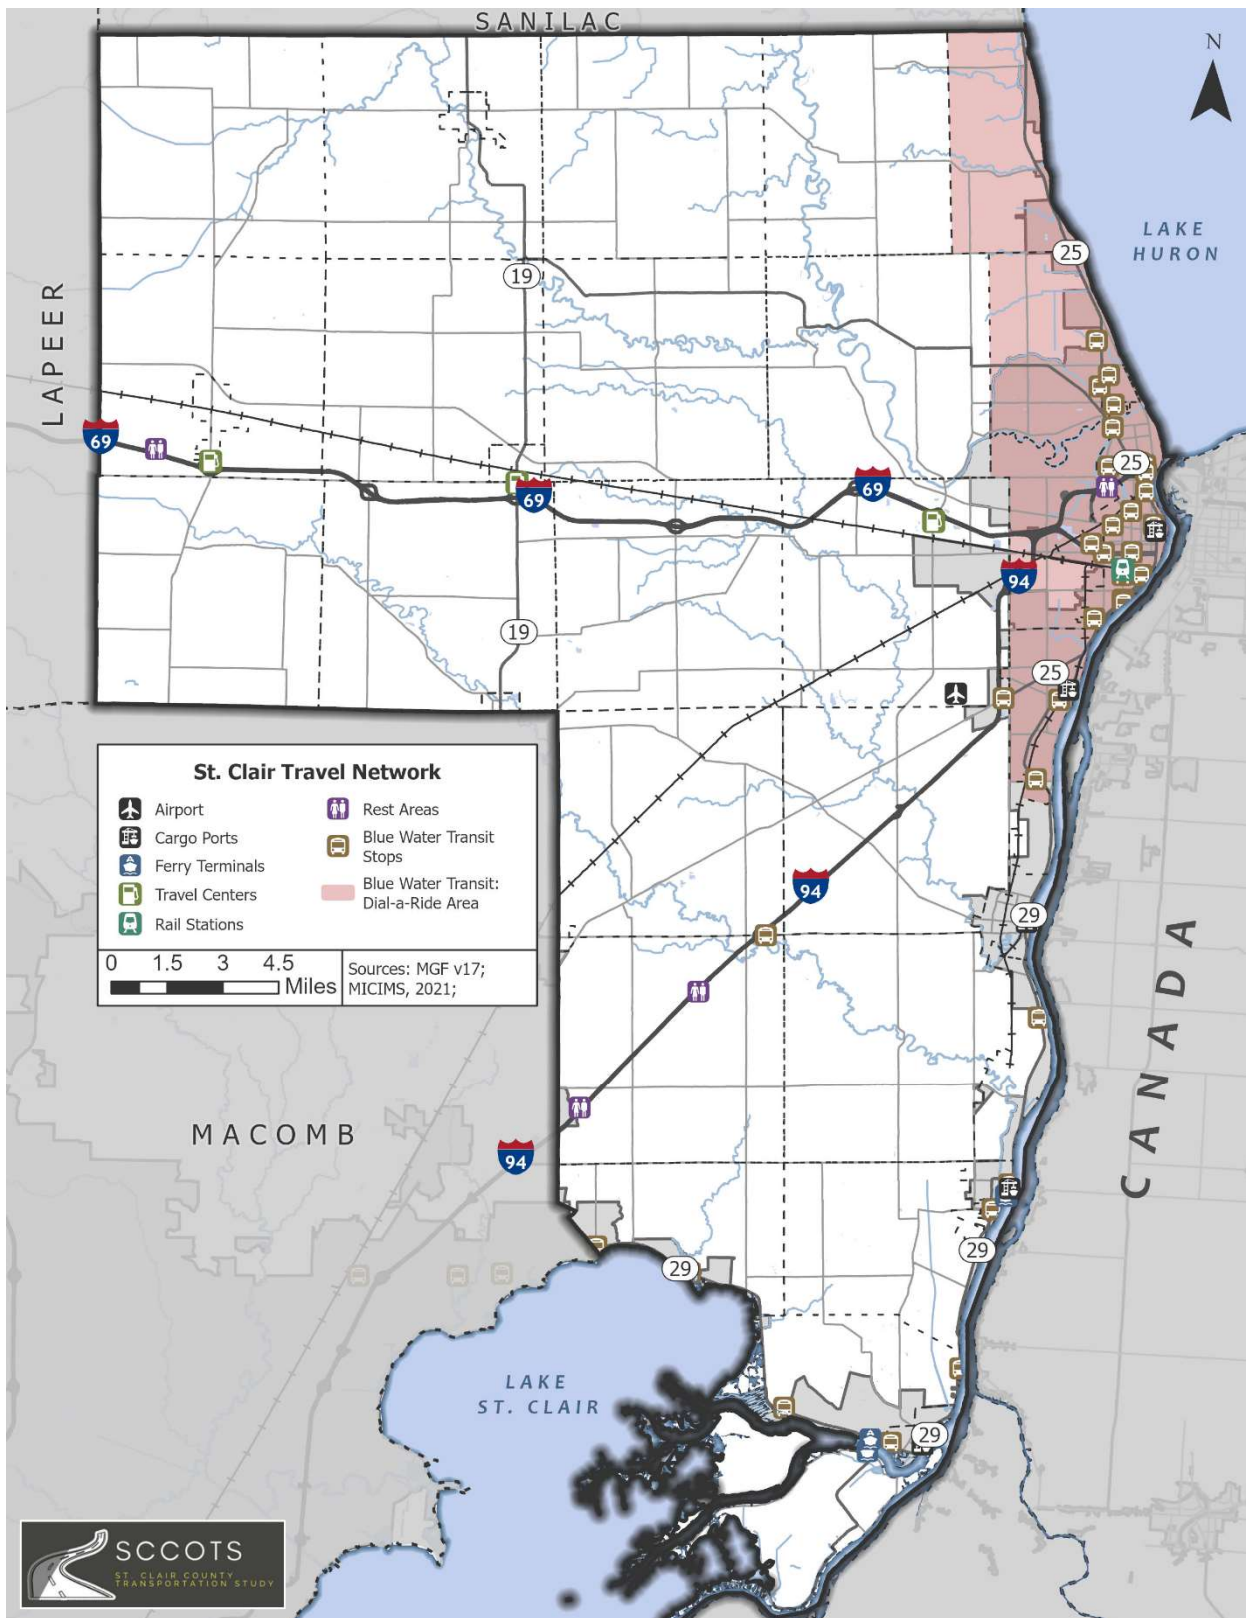 SANILAC
N
LAKE
HURON
25
19
LAPEER
69
25
69
69
94
19
25
St. Clair Travel Network
Airport
Cargo Ports
Ferry Terminals
Travel Centers
Rail Stations
Rest Areas
Blue Water Transit
Stops
Blue Water Transit:
Dial-a-Ride Area
0 1.5 3 4.5
Miles
Sources: MGF v17;
MICIMS, 2021;
94
29
CANADA
MACOMB
94
29
29
LAKE
ST. CLAIR
29
SCCOTS
ST. CLAIR COUNTY
TRANSPORTATION STUDY